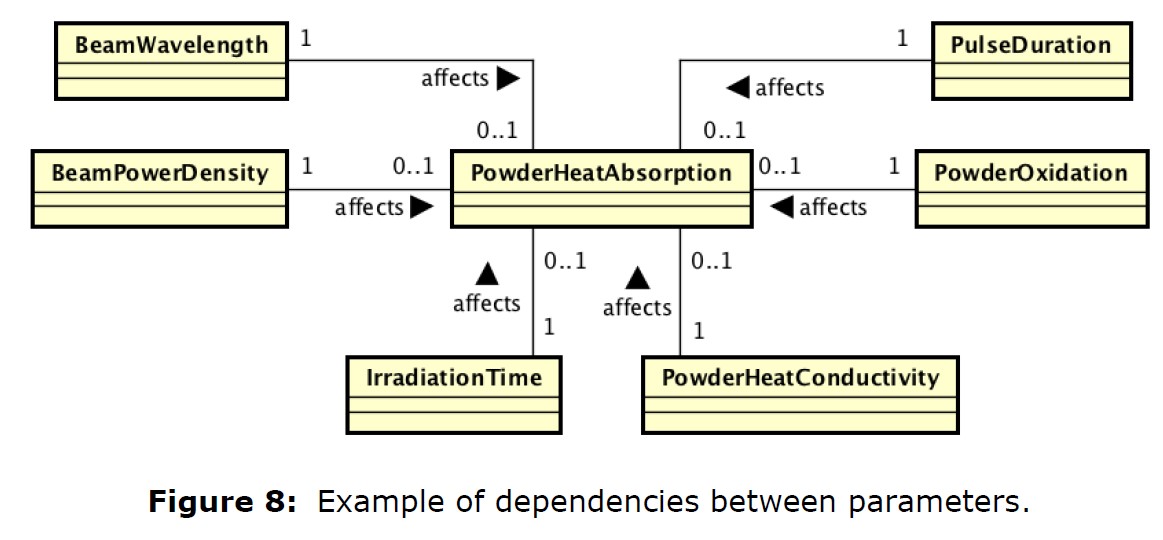 BeamWavelength 1 1 PulseDuration
affects ▶ ◀ affects
0..1 0..1
BeamPowerDensity 1 0..1 PowderHeatAbsorption 0..1 1 PowderOxidation
affects ▶ ◀ affects
0..1 0..1
▲ ▲
affects affects
1 1
IrradiationTime PowderHeatConductivity
Figure 8: Example of dependencies between parameters.